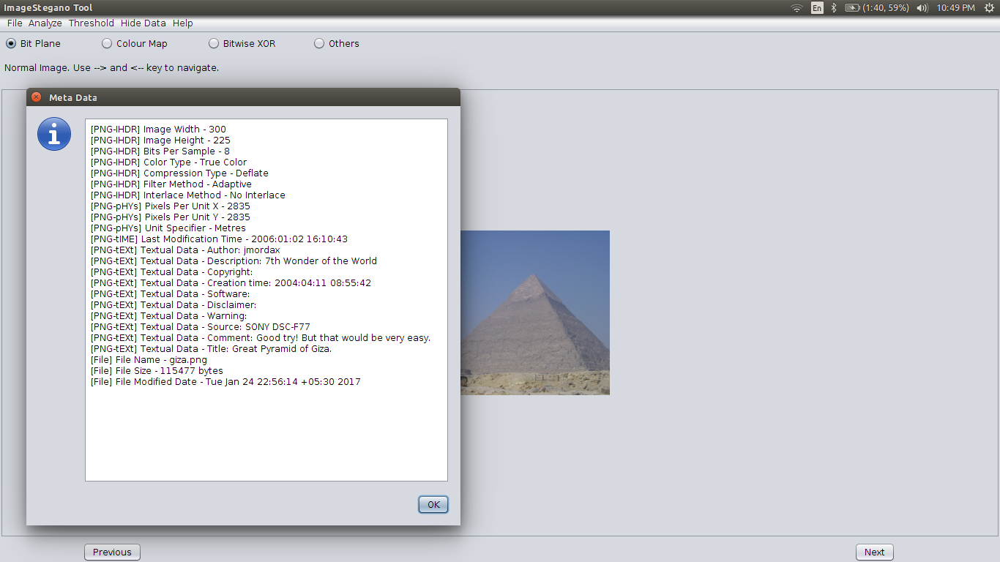 ImageStegano Tool
En
(1:40, 59%)
10:49 PM
File Analyze Threshold Hide Data Help
Bit Plane
Colour Map
Bitwise XOR
Others
Normal Image. Use --> and <-- key to navigate.
Meta Data
[PNG-IHDR] Image Width - 300
[PNG-IHDR] Image Height - 225
[PNG-IHDR] Bits Per Sample - 8
[PNG-IHDR] Color Type - True Color
[PNG-IHDR] Compression Type - Deflate
[PNG-IHDR] Filter Method - Adaptive
[PNG-IHDR] Interlace Method - No Interlace
[PNG-pHYs] Pixels Per Unit X - 2835
[PNG-pHYs] Pixels Per Unit Y - 2835
[PNG-pHYs] Unit Specifier - Metres
[PNG-tIME] Last Modification Time - 2006:01:02 16:10:43
[PNG-tEXt] Textual Data - Author: jmordax
[PNG-tEXt] Textual Data - Description: 7th Wonder of the World
[PNG-tEXt] Textual Data - Copyright:
[PNG-tEXt] Textual Data - Creation time: 2004:04:11 08:55:42
[PNG-tEXt] Textual Data - Software:
[PNG-tEXt] Textual Data - Disclaimer:
[PNG-tEXt] Textual Data - Warning:
[PNG-tEXt] Textual Data - Source: SONY DSC-F77
[PNG-tEXt] Textual Data - Comment: Good try! But that would be very easy.
[PNG-tEXt] Textual Data - Title: Great Pyramid of Giza.
[File] File Name - giza.png
[File] File Size - 115477 bytes
[File] File Modified Date - Tue Jan 24 22:56:14 +05:30 2017
OK
Previous
Next